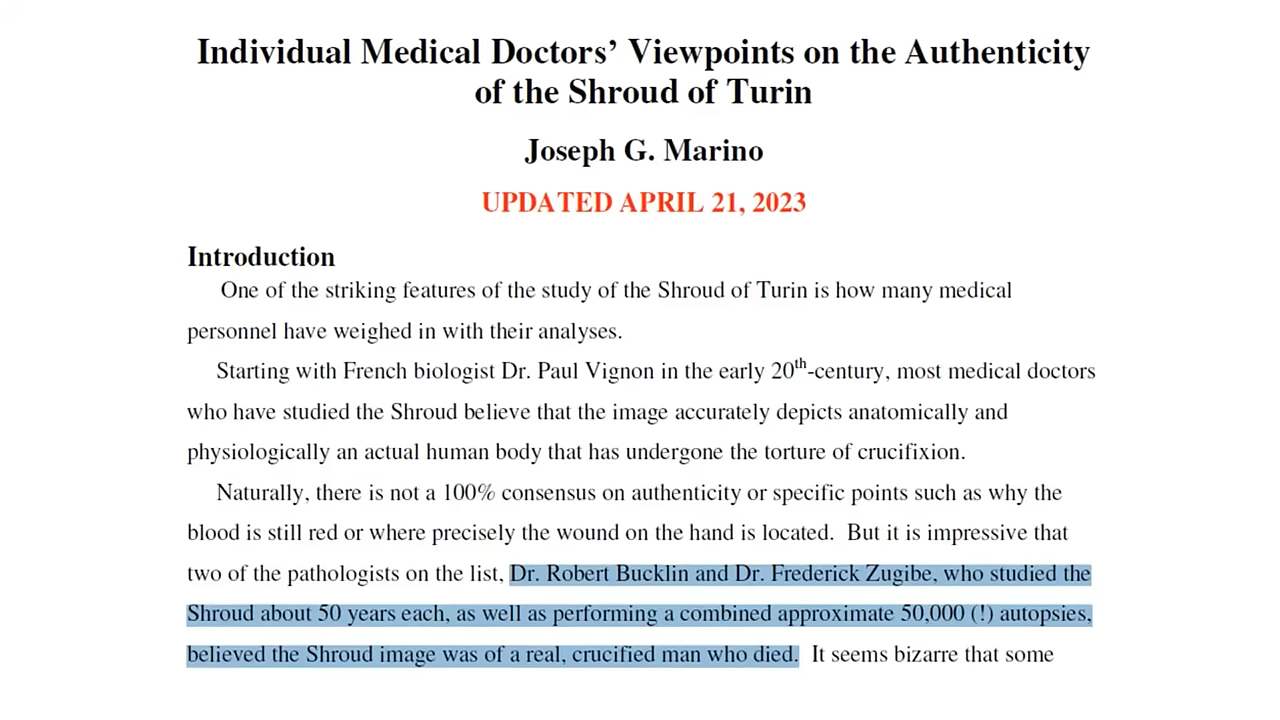 Individual Medical Doctors’ Viewpoints on the Authenticity
of the Shroud of Turin
Joseph G. Marino
UPDATED APRIL 21, 2023
Introduction
One of the striking features of the study of the Shroud of Turin is how many medical
personnel have weighed in with their analyses.
Starting with French biologist Dr. Paul Vignon in the early 20th-century, most medical doctors
who have studied the Shroud believe that the image accurately depicts anatomically and
physiologically an actual human body that has undergone the torture of crucifixion.
Naturally, there is not a 100% consensus on authenticity or specific points such as why the
blood is still red or where precisely the wound on the hand is located. But it is impressive that
two of the pathologists on the list, Dr. Robert Bucklin and Dr. Frederick Zugibe, who studied the
Shroud about 50 years each, as well as performing a combined approximate 50,000 (!) autopsies,
believed the Shroud image was of a real, crucified man who died. It seems bizarre that some